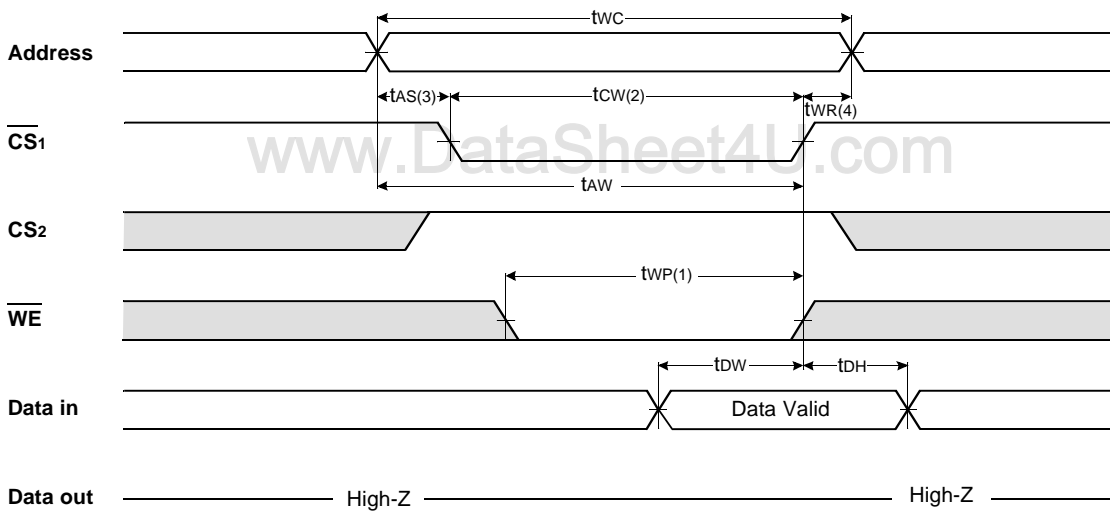 tWC
Address
tAS(3)
tCW(2)
tWR(4)
CS1
www.DataSheet4U.com
tAW
CS2
tWP(1)
WE
tDW
tDH
Data in
Data Valid
Data out
High-Z
High-Z